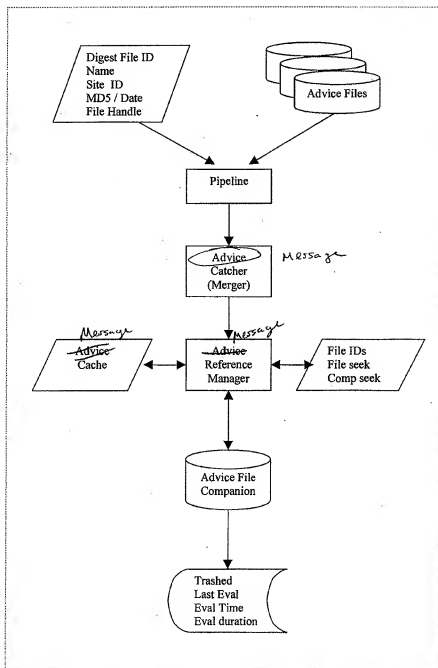 Digest File ID
Name
Site ID
MD5 / Date
File Handle
Advice Files
Pipeline
Advice
Catcher
(Merger)
Message
Message
Advice
Cache
Message
Advice
Reference
Manager
File IDs
File seek
Comp seek
Advice File
Companion
Trashed
Last Eval
Eval Time
Eval duration